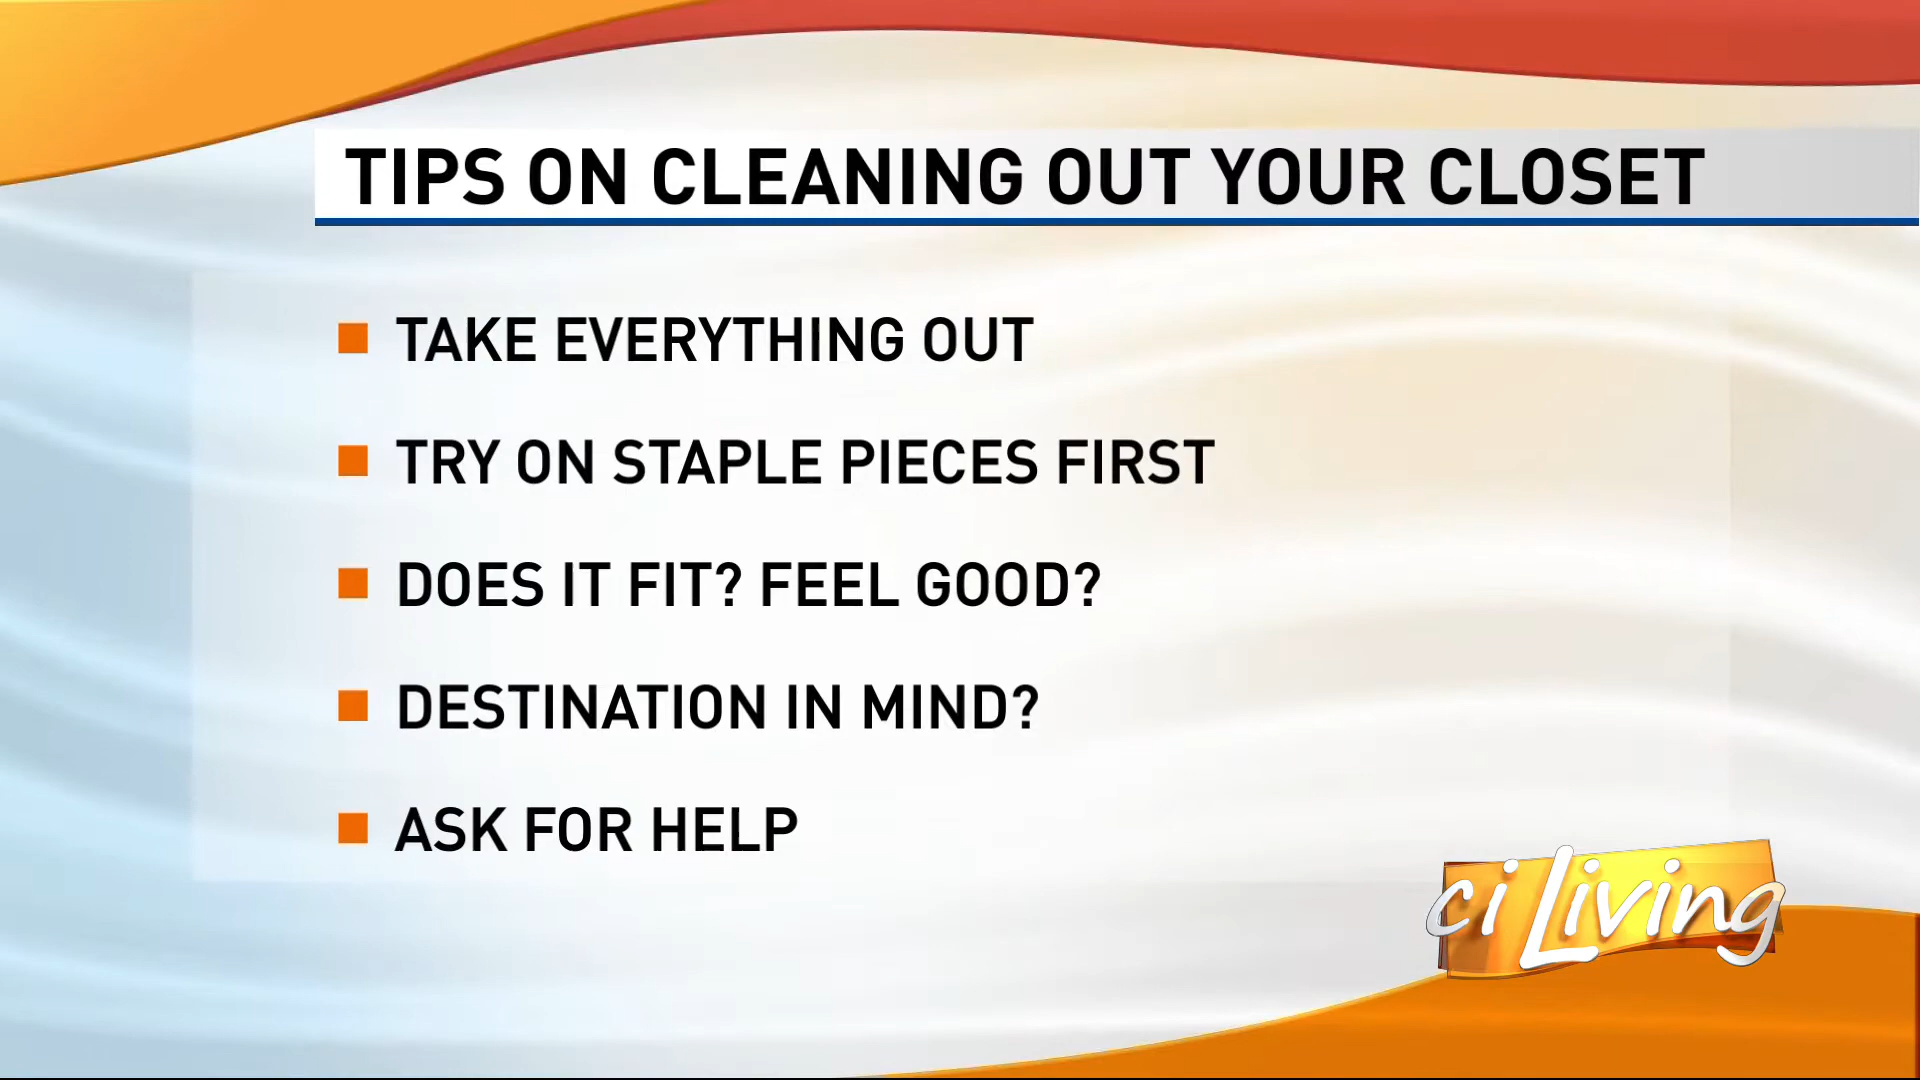 TIPS ON CLEANING OUT YOUR CLOSET
TAKE EVERYTHING OUT
TRY ON STAPLE PIECES FIRST
DOES IT FIT? FEEL GOOD?
DESTINATION IN MIND?
ASK FOR HELP
ci Living